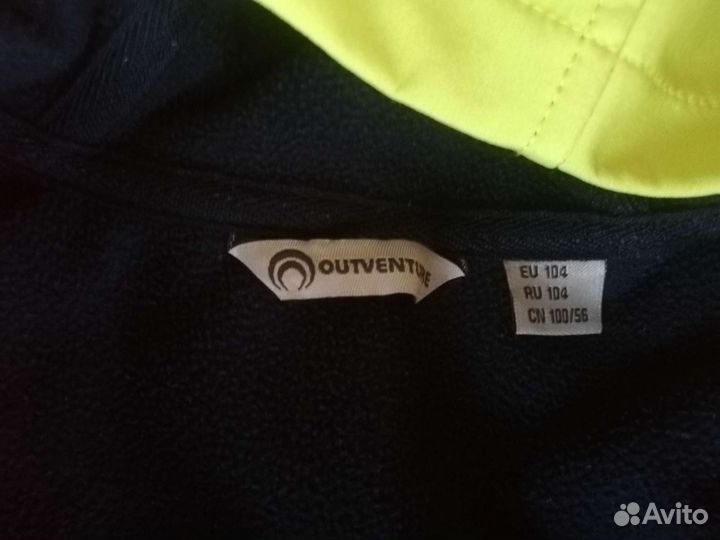 OUTVENTURE
EU 104
RU 104
CN 100/56
Avito